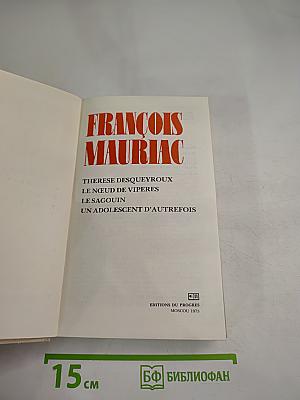 FRANÇOIS
MAURIAC
THERESE DESQUEYROUX
LE NŒUD DE VIPERES
LE SAGOUIN
UN ADOLESCENT D'AUTREFOIS
EDITIONS DU PROGRES
MOSCOU 1975
15 см
БФ БИБЛИОФАН